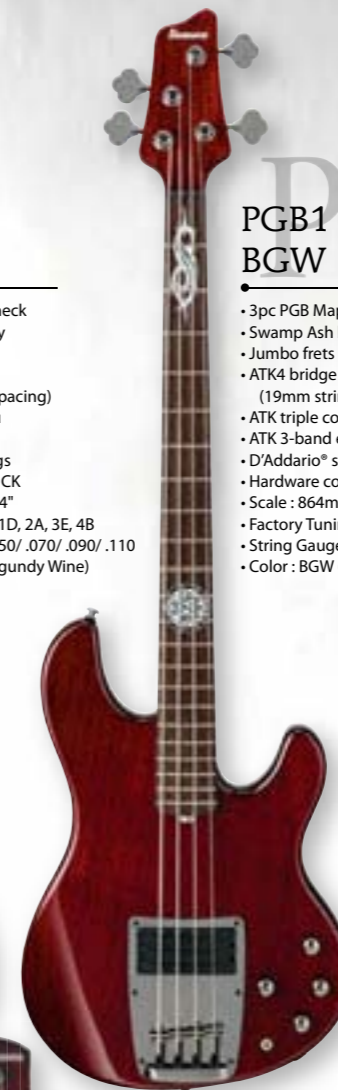 Ibanez
neck
y
pacing)
gs
CK
4"
1D, 2A, 3E, 4B
50/ .070/ .090/ .110
gundy Wine)
P
PGB1
BGW
• 3pc PGB Map
• Swamp Ash
• Jumbo frets
• ATK4 bridge
(19mm stri
• ATK triple co
• ATK 3-band e
• D'Addario® s
• Hardware co
• Scale : 864m
• Factory Tunin
• String Gauge
• Color : BGW